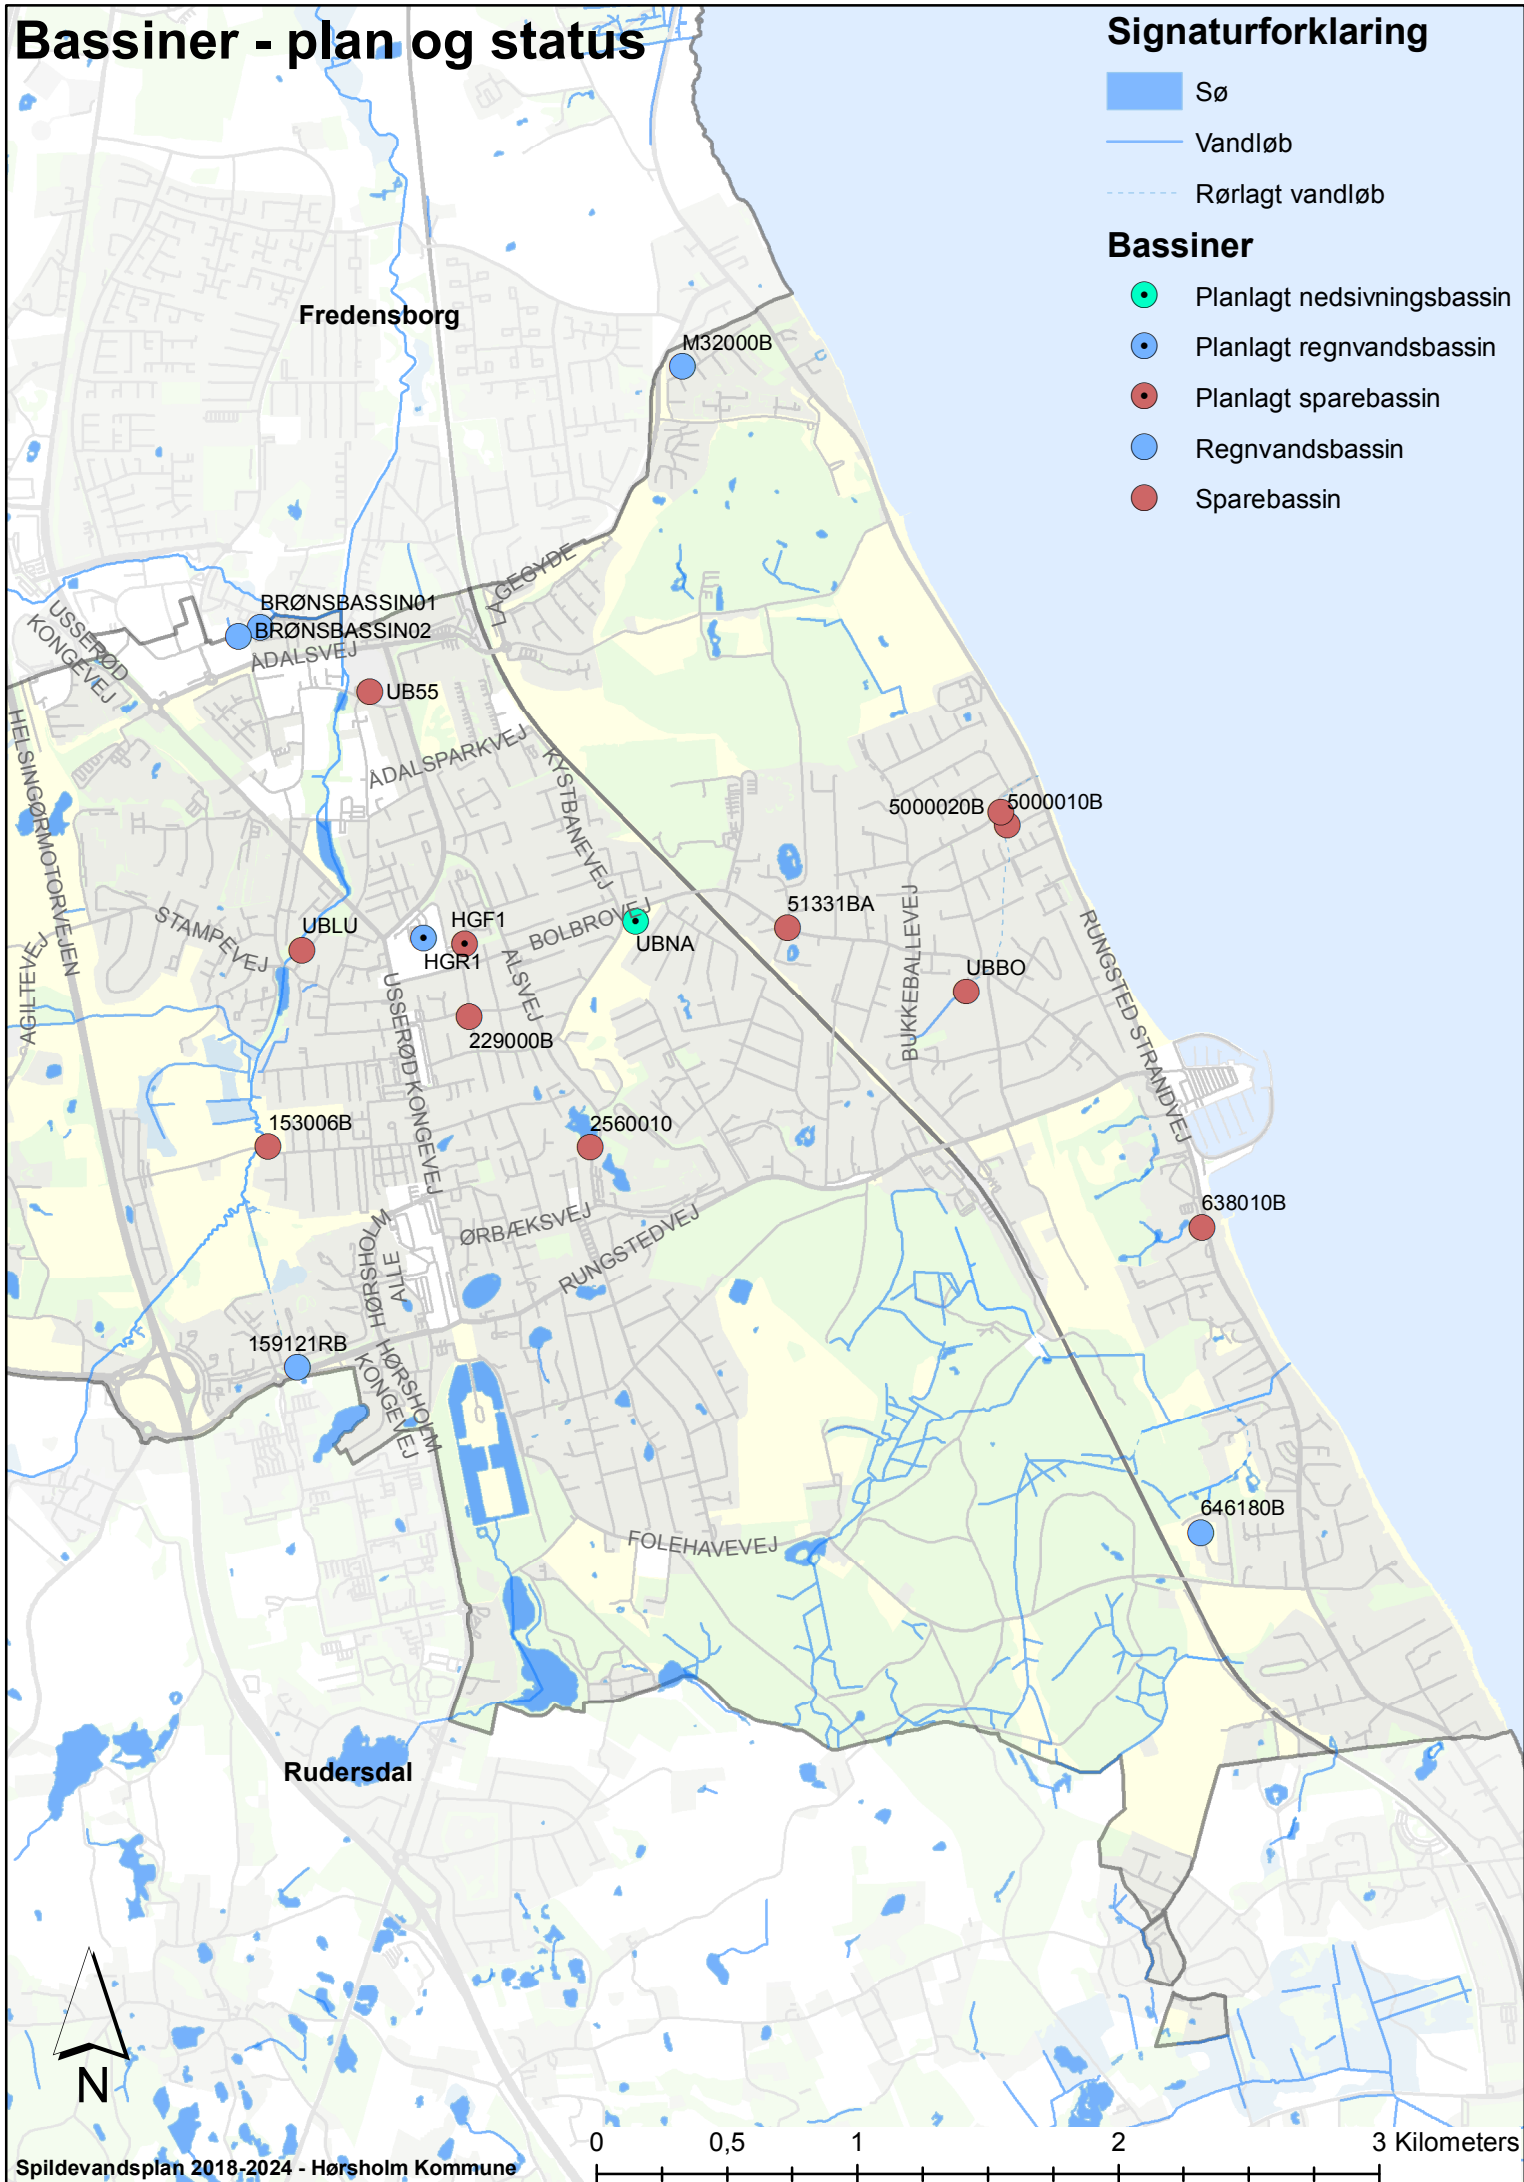 Bassiner - plan og status
Signaturforklaring
Sø
Vandløb
Rørlagt vandløb
Bassiner
Planlagt nedsivningsbassin
Planlagt regnvandsbassin
Planlagt sparebassin
Regnvandsbassin
Sparebassin
Fredensborg
M32000B
LÅGEGYDE
BRØNSBASSIN01
BRØNSBASSIN02
USSERØD
KONGEVEJ
ÅDALSVEJ
UB55
HELSINGØRMOTORVEJEN
ÅDALSPARKVEJ
KYSTBANEVEJ
5000020B
5000010B
STAMPEVEJ
UBLU
HGF1
HGR1
ALSVEJ
BOLBROVEJ
UBNA
51331BA
BUKKEBALLEVEJ
UBBO
RUNGSTED STRANDVEJ
AGILTEVEJ
USSERØD KONGEVEJ
229000B
153006B
2560010
638010B
ØRBÆKSVEJ
RUNGSTEDVEJ
HØRSHOLM
ALLE
159121RB
HØRSHOLM
KONGEVEJ
646180B
FOLEHAVEVEJ
Rudersdal
N
0 0,5 1 2 3 Kilometers
Spildevandsplan 2018-2024 - Hørsholm Kommune